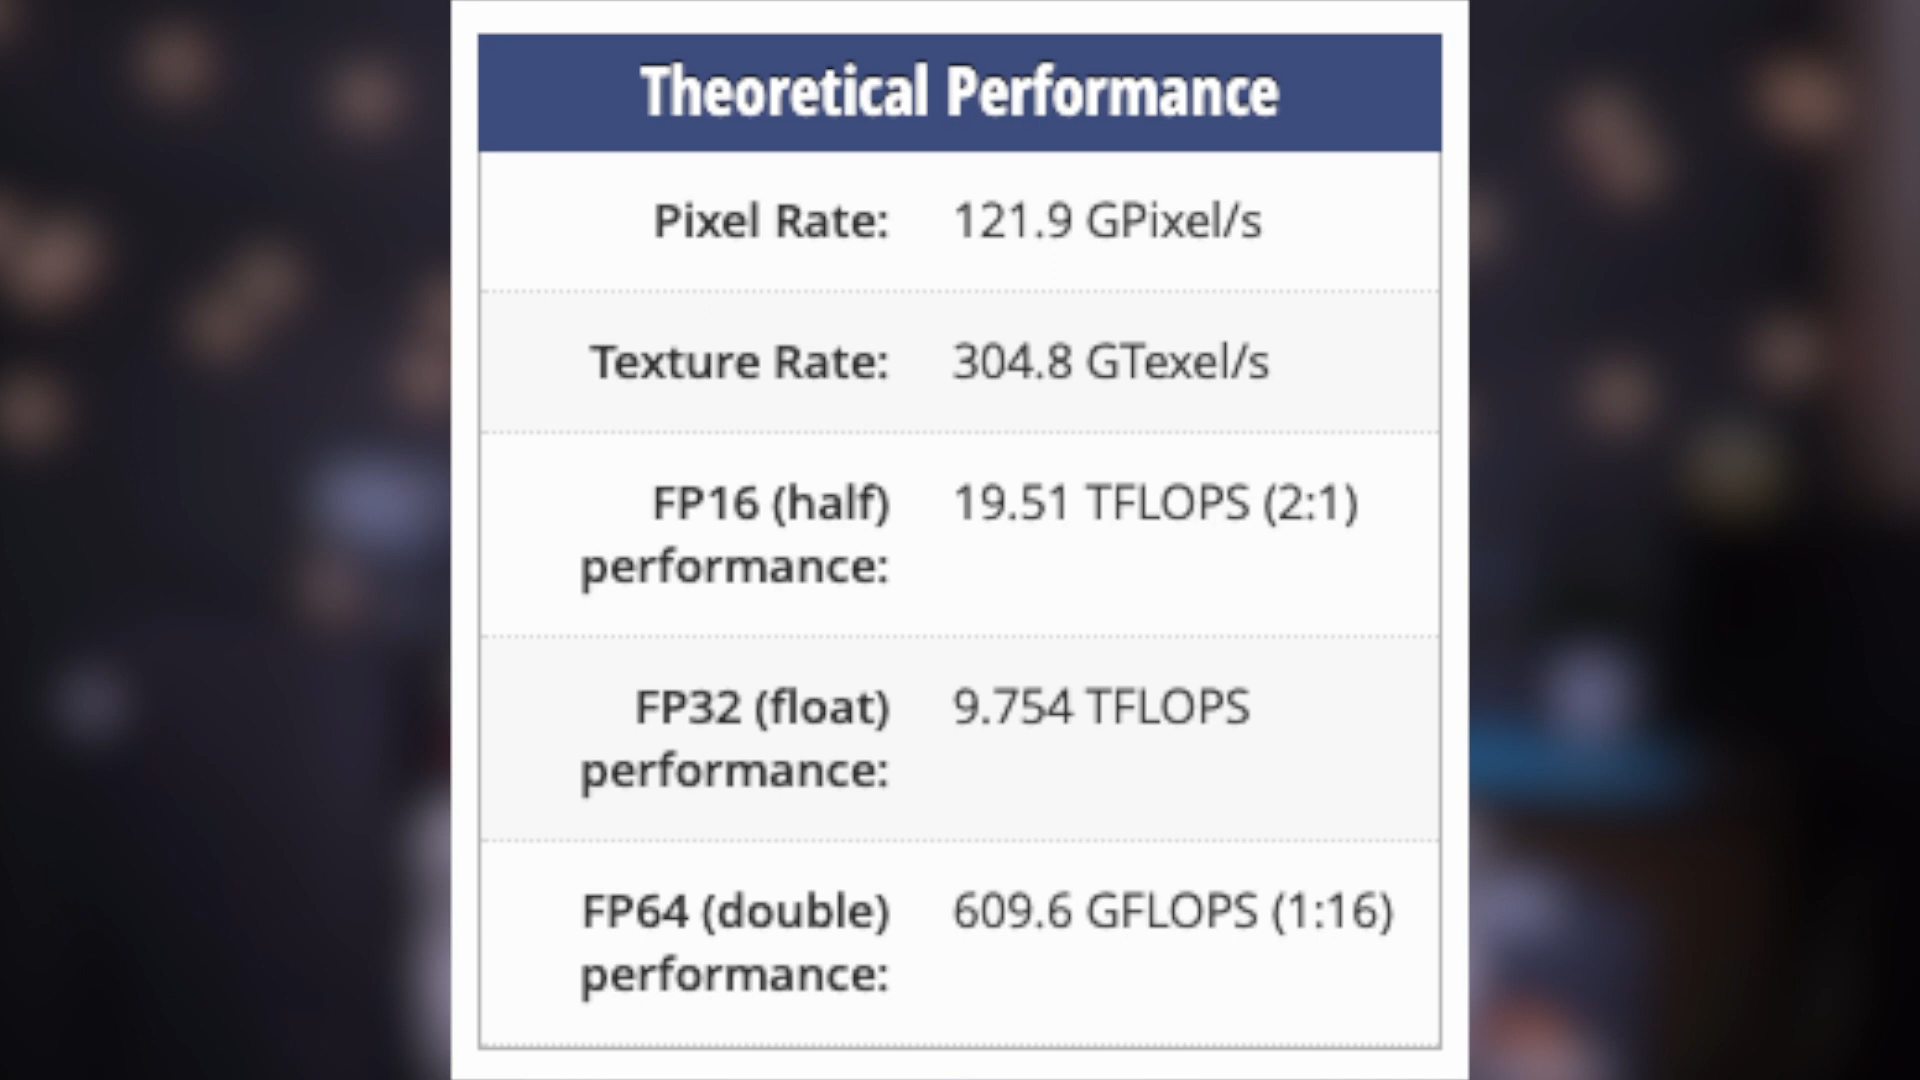 Theoretical Performance
Pixel Rate: 121.9 GPixel/s
Texture Rate: 304.8 GTexel/s
FP16 (half) 19.51 TFLOPS (2:1)
performance:
FP32 (float) 9.754 TFLOPS
performance:
FP64 (double) 609.6 GFLOPS (1:16)
performance: